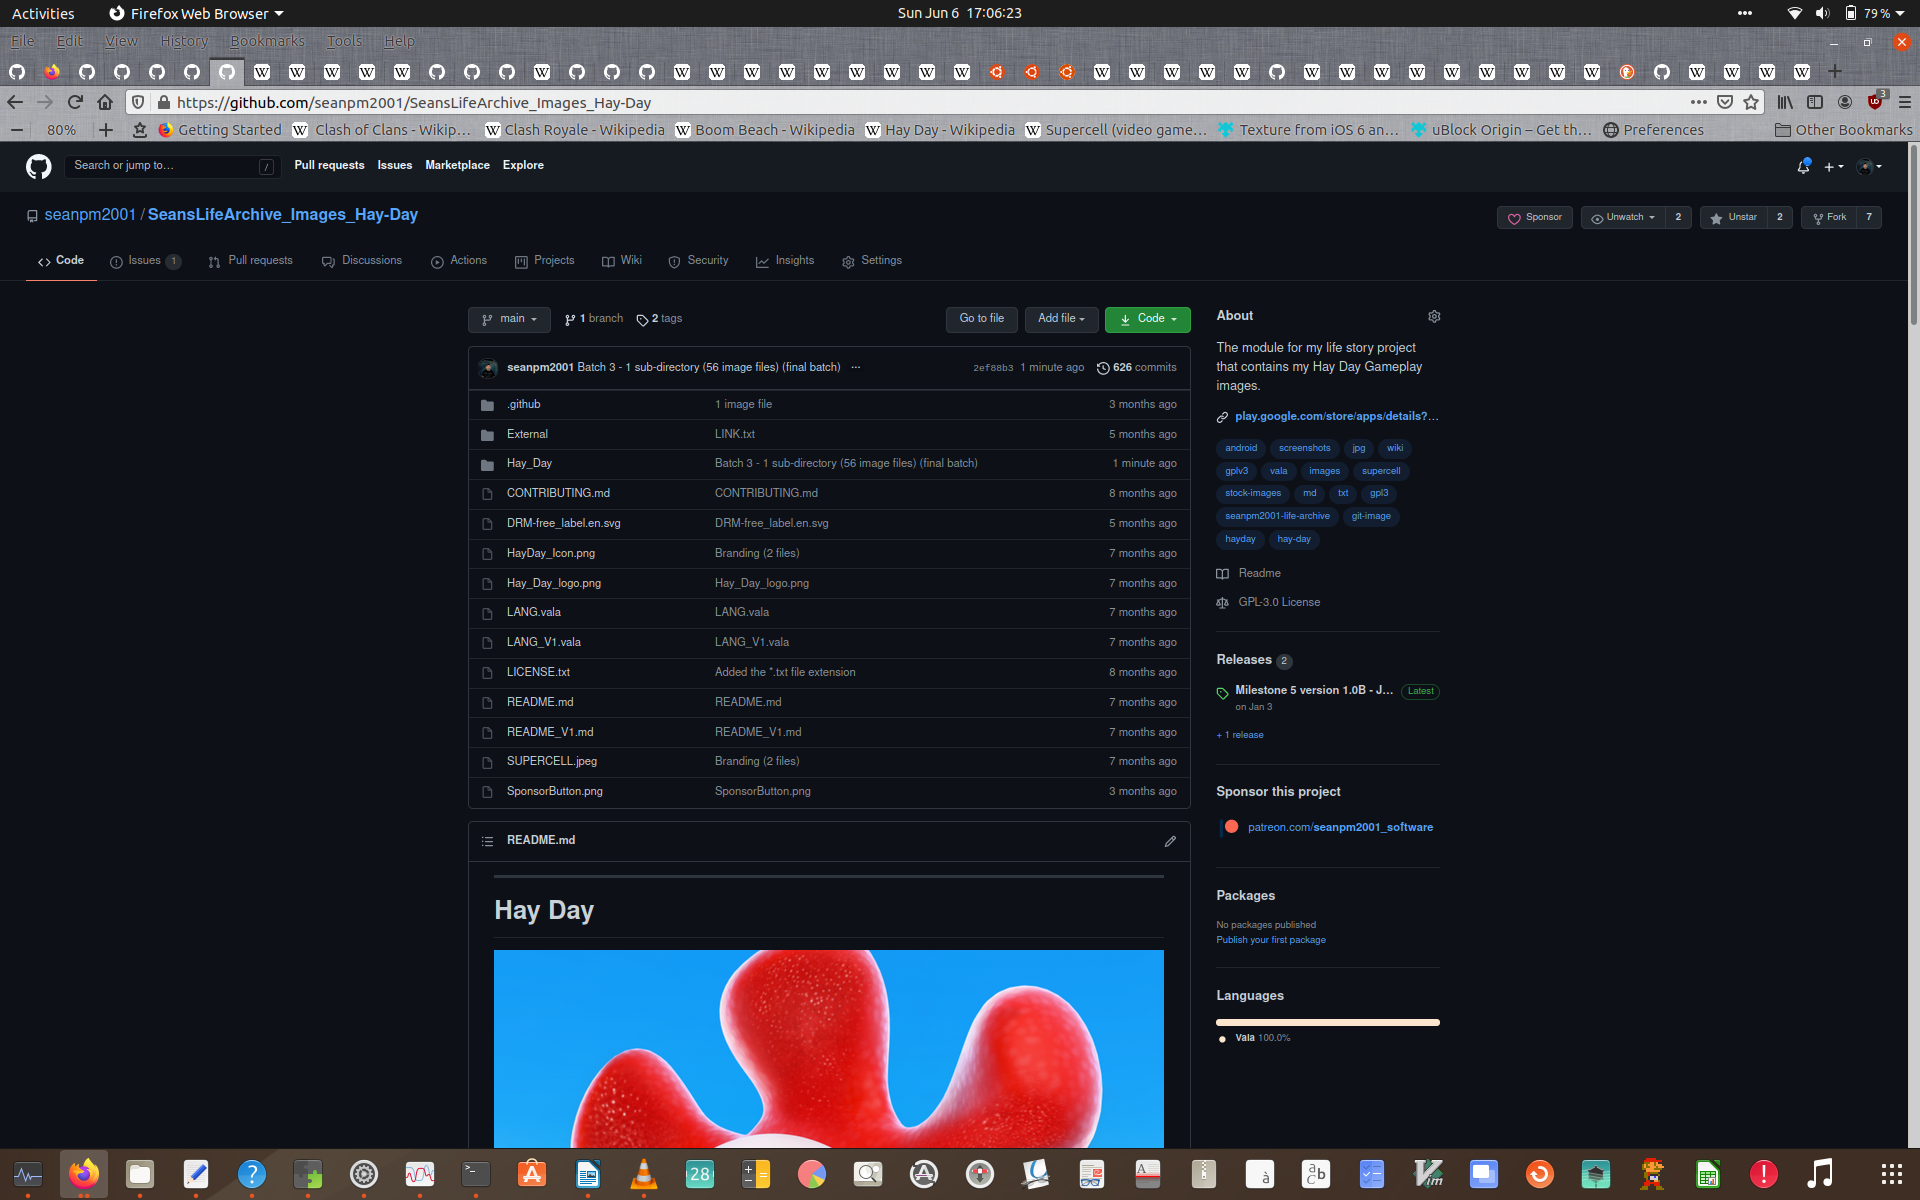 Activities Firefox Web Browser Sun Jun 6 17:06:23 79 %
File Edit View History Bookmarks Tools Help
https://github.com/seanpm2001/SeansLifeArchive_Images_Hay-Day 3
80% Getting Started Clash of Clans - Wikip… Clash Royale - Wikipedia Boom Beach - Wikipedia Hay Day - Wikipedia Supercell (video game… Texture from iOS 6 an… uBlock Origin – Get th… Preferences Other Bookmarks
Search or jump to… / Pull requests Issues Marketplace Explore
seanpm2001 / SeansLifeArchive_Images_Hay-Day Sponsor Unwatch 2 Unstar 2 Fork 7
Code Issues 1 Pull requests Discussions Actions Projects Wiki Security Insights Settings
main 1 branch 2 tags Go to file Add file Code
seanpm2001 Batch 3 - 1 sub-directory (56 image files) (final batch) ... 2ef88b3 1 minute ago 626 commits
.github 1 image file 3 months ago
External LINK.txt 5 months ago
Hay_Day Batch 3 - 1 sub-directory (56 image files) (final batch) 1 minute ago
CONTRIBUTING.md CONTRIBUTING.md 8 months ago
DRM-free_label.en.svg DRM-free_label.en.svg 5 months ago
HayDay_Icon.png Branding (2 files) 7 months ago
Hay_Day_logo.png Hay_Day_logo.png 7 months ago
LANG.vala LANG.vala 7 months ago
LANG_V1.vala LANG_V1.vala 7 months ago
LICENSE.txt Added the *.txt file extension 8 months ago
README.md README.md 7 months ago
README_V1.md README_V1.md 7 months ago
SUPERCELL.jpeg Branding (2 files) 7 months ago
SponsorButton.png SponsorButton.png 3 months ago
README.md
Hay Day
About
The module for my life story project
that contains my Hay Day Gameplay
images.
play.google.com/store/apps/details?…
android screenshots jpg wiki
gplv3 vala images supercell
stock-images md txt gpl3
seanpm2001-life-archive git-image
hayday hay-day
Readme
GPL-3.0 License
Releases 2
Milestone 5 version 1.0B - J… Latest
on Jan 3
+ 1 release
Sponsor this project
patreon.com/seanpm2001_software
Packages
No packages published
Publish your first package
Languages
Vala 100.0%
28